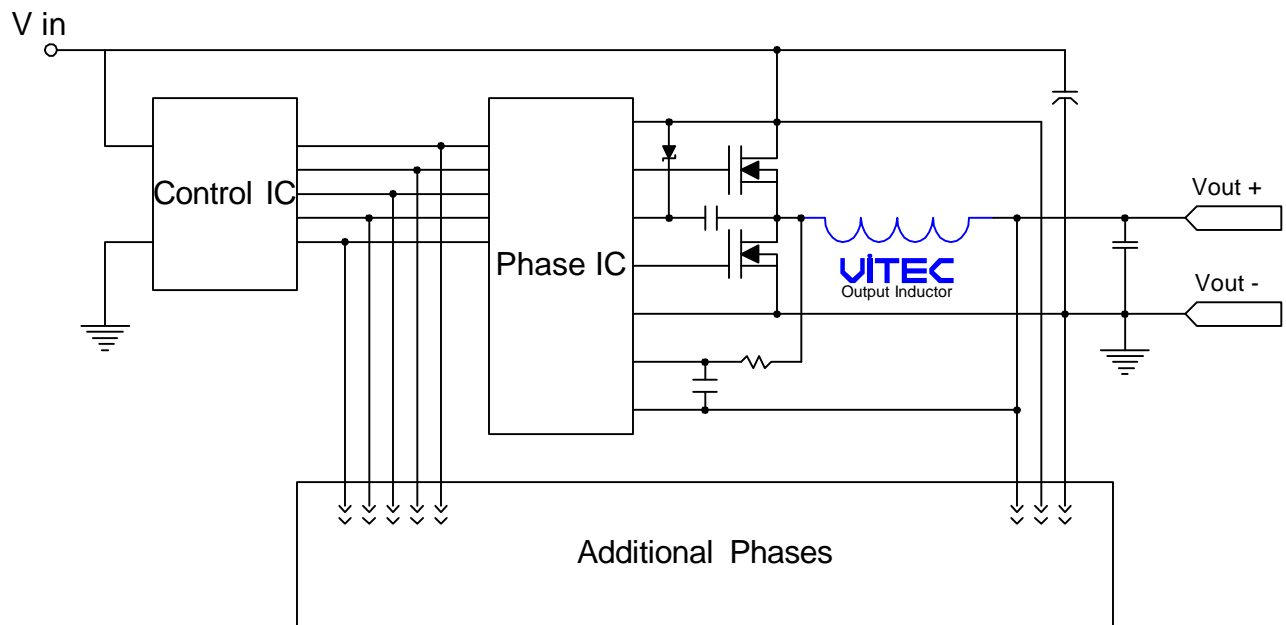 V in
Control IC
Phase IC
Vout +
ViTEC
Output Inductor
Vout -
Additional Phases